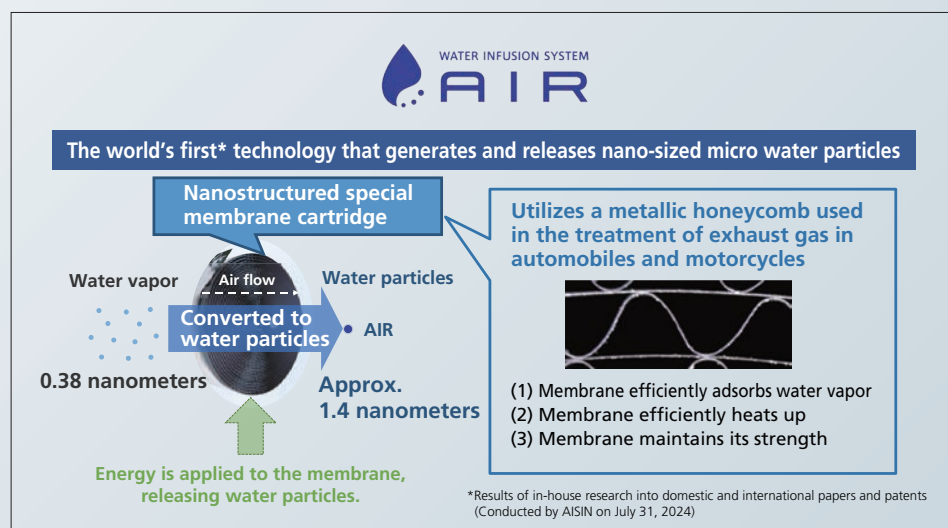 WATER INFUSION SYSTEM
AIR
The world's first* technology that generates and releases nano-sized micro water particles
Nanostructured special
membrane cartridge
Water vapor
Air flow
Water particles
Converted to
water particles
AIR
0.38 nanometers
Approx.
1.4 nanometers
Energy is applied to the membrane,
releasing water particles.
Utilizes a metallic honeycomb used
in the treatment of exhaust gas in
automobiles and motorcycles
(1) Membrane efficiently adsorbs water vapor
(2) Membrane efficiently heats up
(3) Membrane maintains its strength
*Results of in-house research into domestic and international papers and patents
(Conducted by AISIN on July 31, 2024)